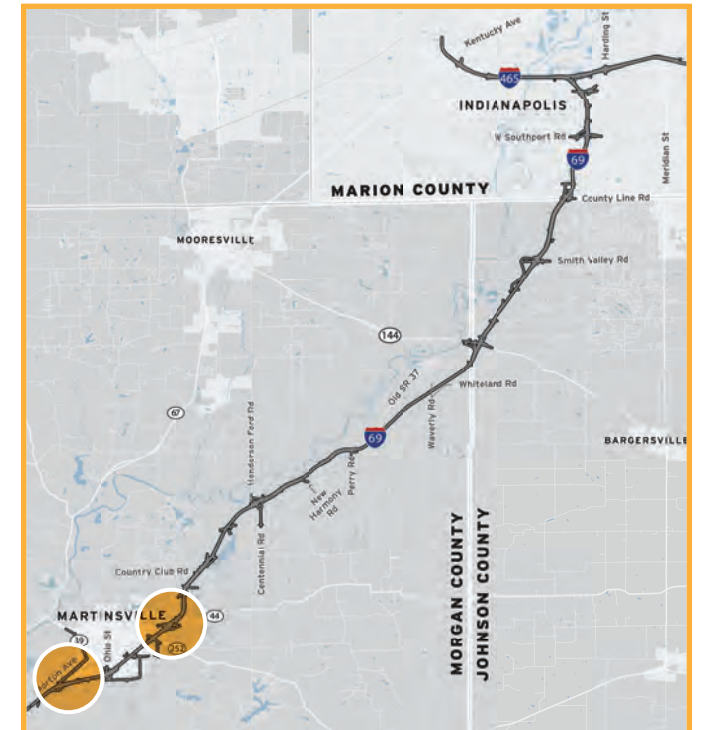 Kentucky Ave
Harding St
465
INDIANAPOLIS
W Southport Rd
69
Meridian St
MARION COUNTY
County Line Rd
MOORESVILLE
Smith Valley Rd
144
Old SR 37
Whiteland Rd
67
Henderson Ford Rd
Waverly Rd
69
BARGERSVILLE
Perry Rd
New
Harmony
Rd
MORGAN COUNTY
JOHNSON COUNTY
Centennial Rd
Country Club Rd
MARTINSVILLE
44
39
Ohio St
252